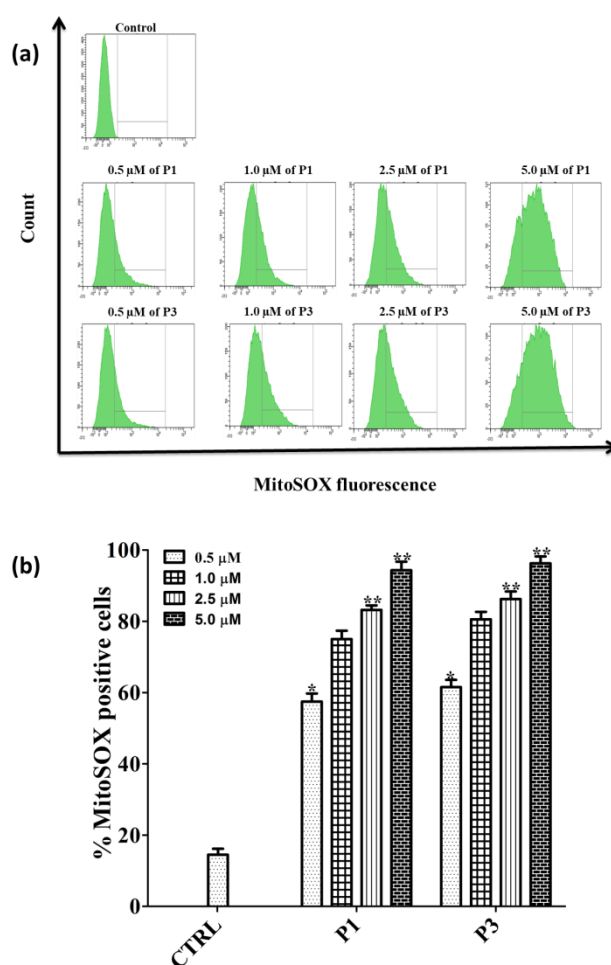 (a)
Control
Count
0.5 µM of P1
1.0 µM of P1
2.5 µM of P1
5.0 µM of P1
0.5 µM of P3
1.0 µM of P3
2.5 µM of P3
5.0 µM of P3
MitoSOX fluorescence
(b)
% MitoSOX positive cells
100
80
60
40
20
0
0.5 µM
1.0 µM
2.5 µM
5.0 µM
*
**
**
*
**
**
CTRL
P1
P3